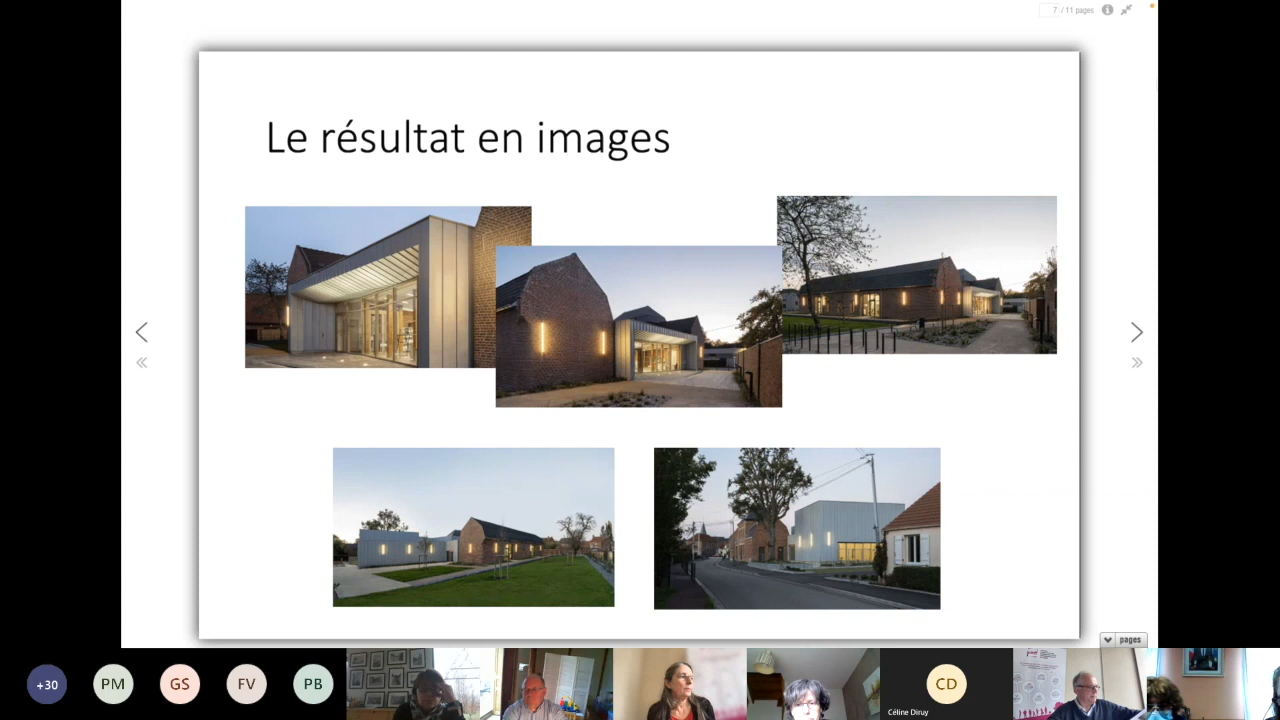 7 / 11 pages
Le résultat en images
pages
+30
PM
GS
FV
PB
CD
Céline Diruy